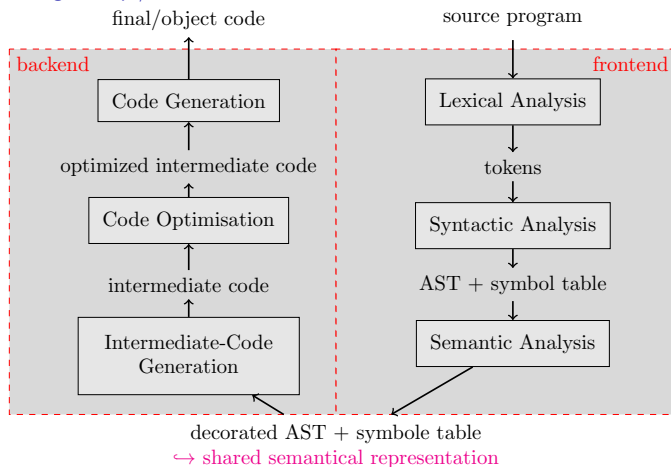 final/object code
source program
backend
frontend
Code Generation
Lexical Analysis
optimized intermediate code
tokens
Code Optimisation
Syntactic Analysis
intermediate code
AST + symbol table
Intermediate-Code
Generation
Semantic Analysis
decorated AST + symbole table
↪ shared semantical representation